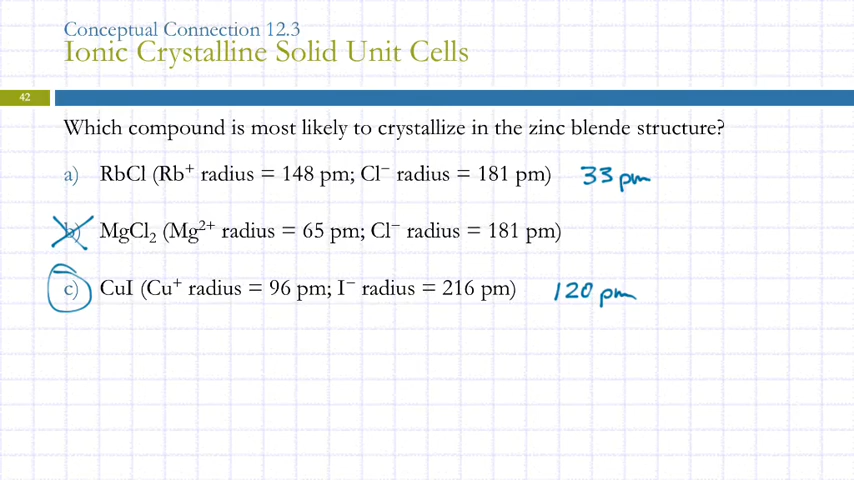 Conceptual Connection 12.3
Ionic Crystalline Solid Unit Cells
42
Which compound is most likely to crystallize in the zinc blende structure?
a) RbCl (Rb⁺ radius = 148 pm; Cl⁻ radius = 181 pm) 33 pm
b) MgCl₂ (Mg²⁺ radius = 65 pm; Cl⁻ radius = 181 pm)
c) CuI (Cu⁺ radius = 96 pm; I⁻ radius = 216 pm) 120 pm